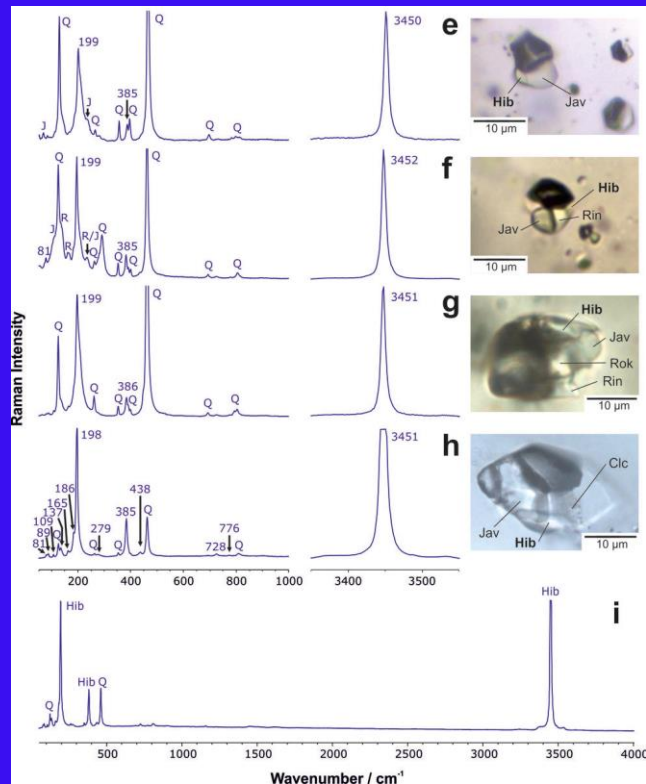 Raman Intensity
Q 199 J J Q Q 385 Q Q Q Q 3450
e
Hib Jav
10 µm
81 J Q R R 199 R/J Q Q Q 385 Q Q Q Q 3452
f
Hib
Jav Rin
10 µm
Q 199 Q Q 386 Q Q Q Q 3451
g
Hib
Jav
Rok
Rin
10 µm
81 89 109 137 165 186 Q 198 Q 279 Q 385 438 Q 728 776 Q 3451
h
Clc
Jav
Hib
10 µm
200 400 600 800 1000 3400 3500
i
Q Hib Hib Q Hib
500 1000 1500 2000 2500 3000 3500 4000
Wavenumber / cm⁻¹